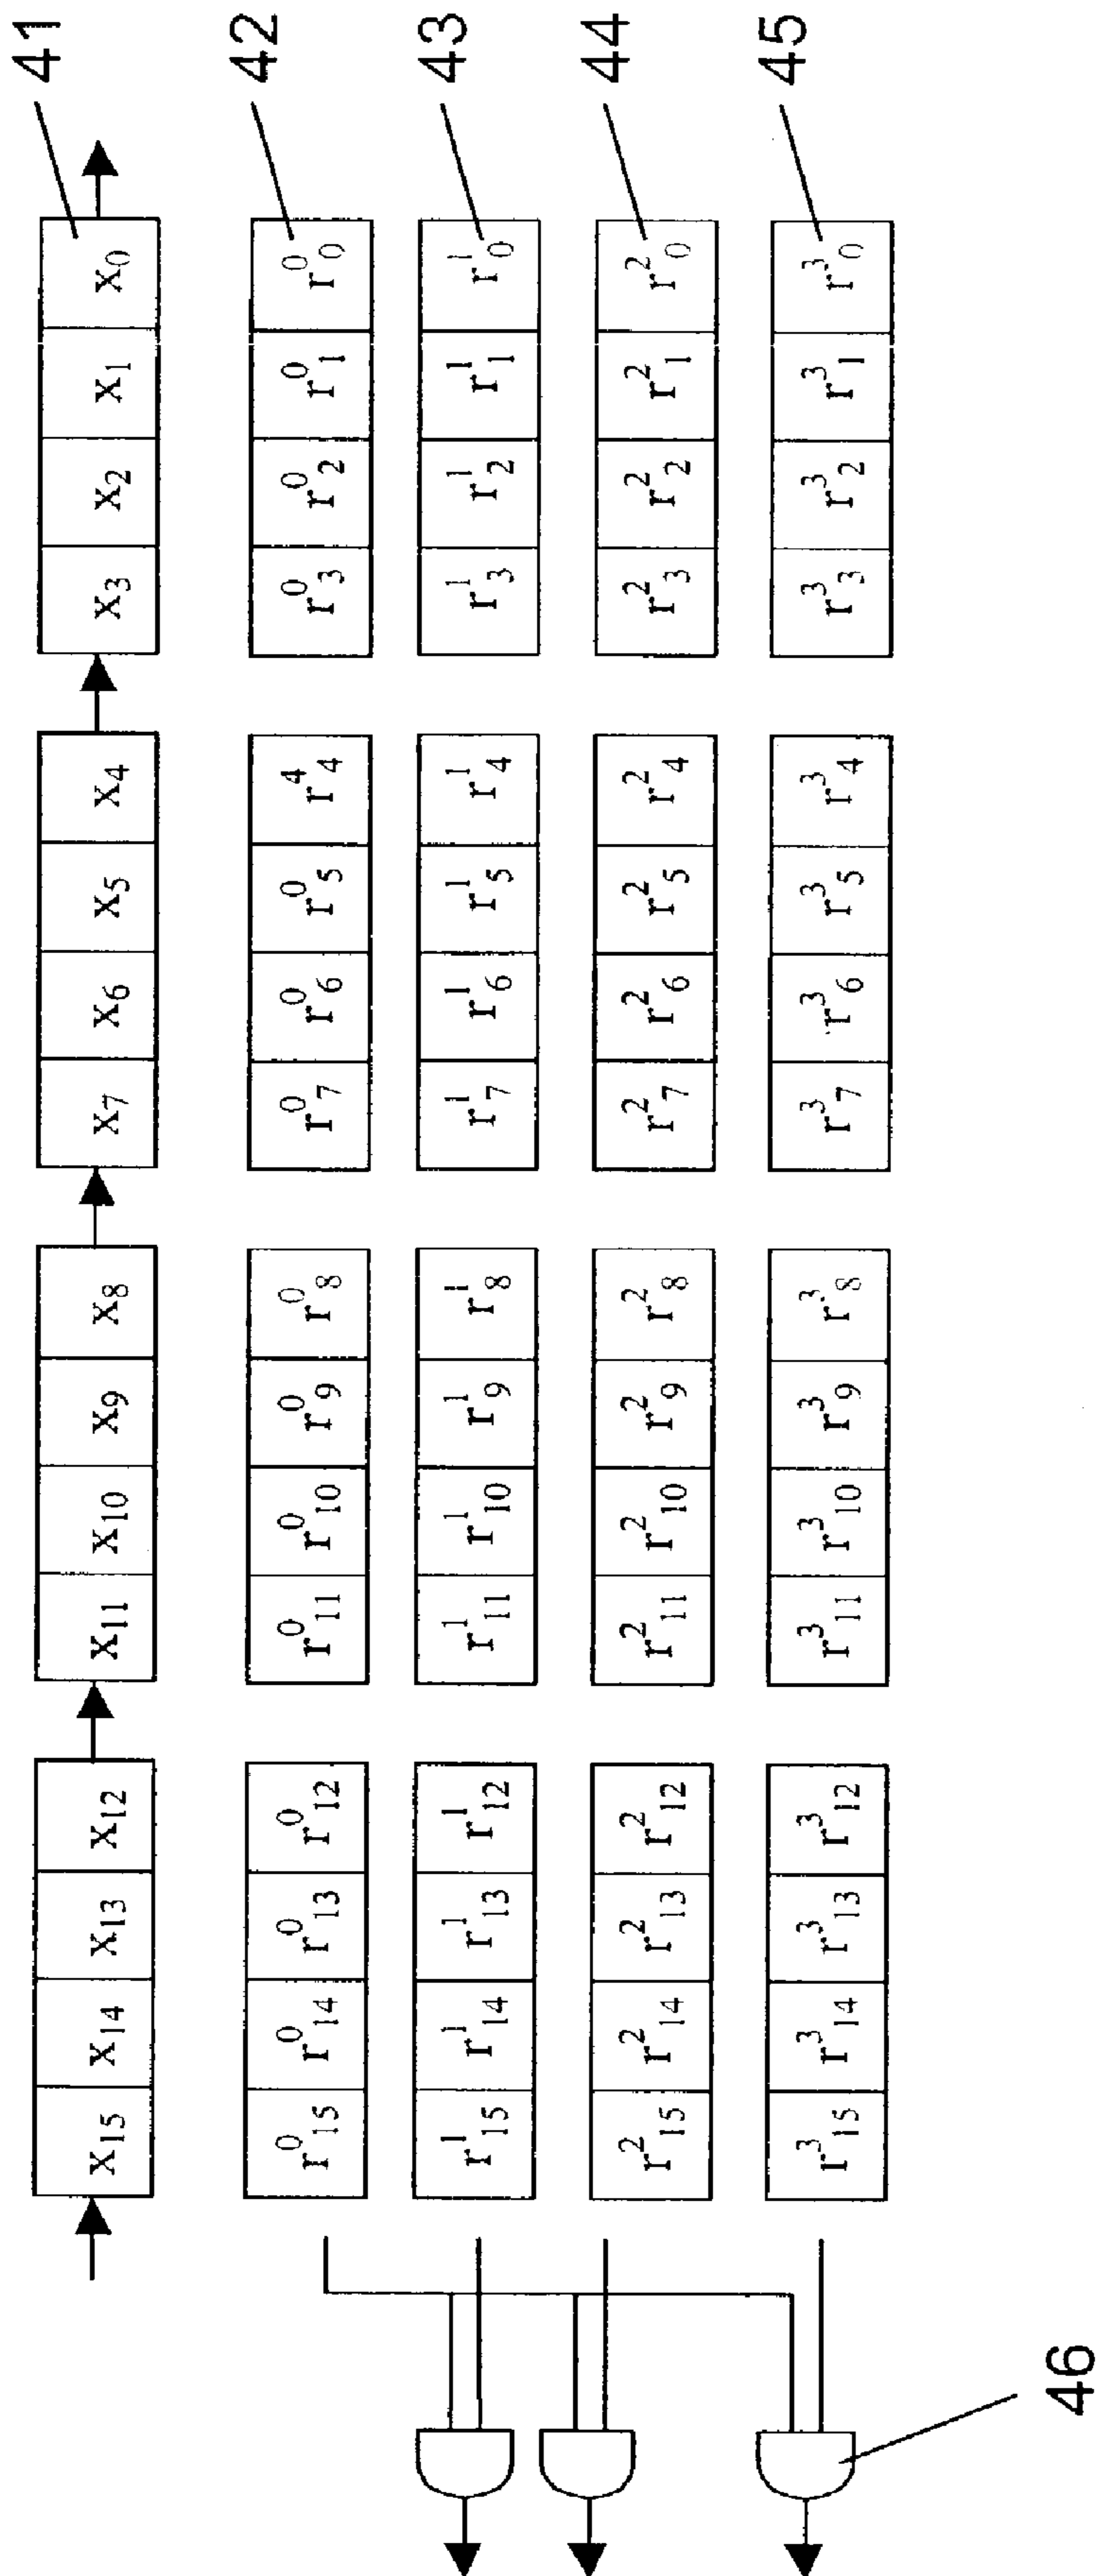 41
x₁₅ x₁₄ x₁₃ x₁₂ x₁₁ x₁₀ x₉ x₈ x₇ x₆ x₅ x₄ x₃ x₂ x₁ x₀
42
r⁰₁₅ r⁰₁₄ r⁰₁₃ r⁰₁₂ r⁰₁₁ r⁰₁₀ r⁰₉ r⁰₈ r⁰₇ r⁰₆ r⁰₅ r⁴₄ r⁰₃ r⁰₂ r⁰₁ r⁰₀
43
r¹₁₅ r¹₁₄ r¹₁₃ r¹₁₂ r¹₁₁ r¹₁₀ r¹₉ r¹₈ r¹₇ r¹₆ r¹₅ r¹₄ r¹₃ r¹₂ r¹₁ r¹₀
44
r²₁₅ r²₁₄ r²₁₃ r²₁₂ r²₁₁ r²₁₀ r²₉ r²₈ r²₇ r²₆ r²₅ r²₄ r²₃ r²₂ r²₁ r²₀
45
r³₁₅ r³₁₄ r³₁₃ r³₁₂ r³₁₁ r³₁₀ r³₉ r³₈ r³₇ r³₆ r³₅ r³₄ r³₃ r³₂ r³₁ r³₀
46